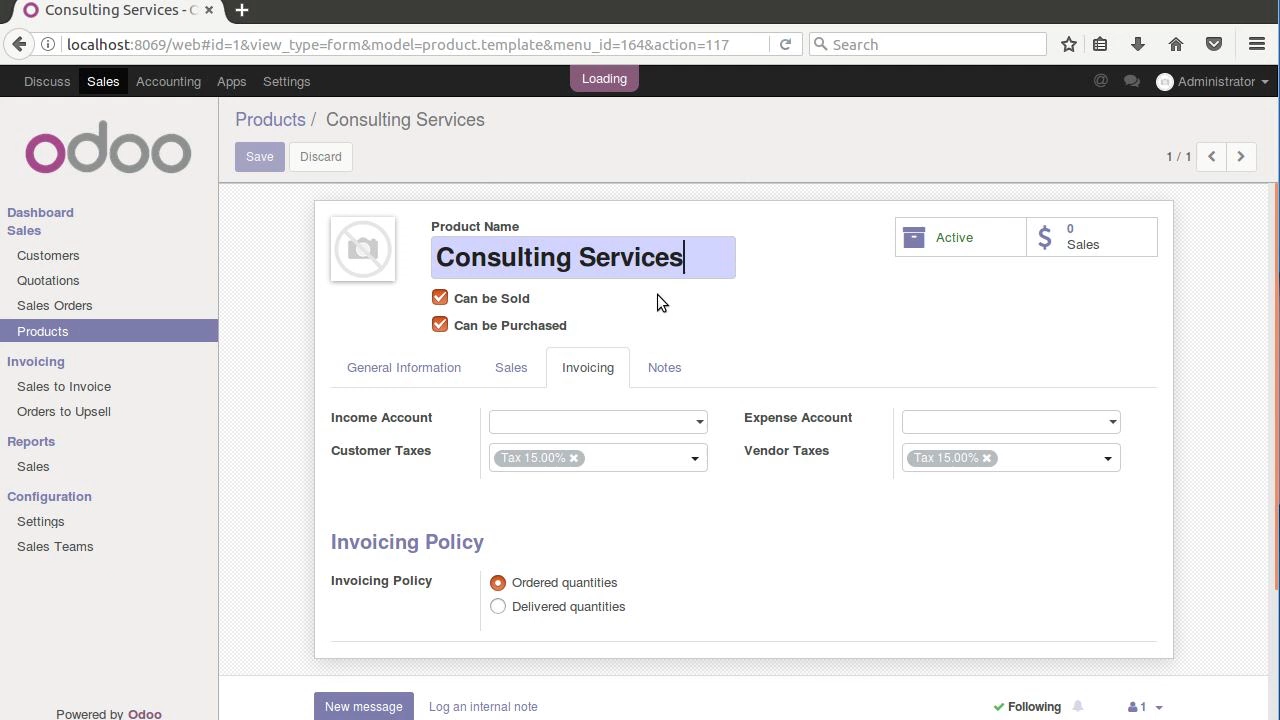 Consulting Services - C
localhost:8069/web#id=1&view_type=form&model=product.template&menu_id=164&action=117
Search
Discuss Sales Accounting Apps Settings
Loading
@ Administrator
odoo
Products / Consulting Services
Save Discard
1 / 1
Dashboard
Sales
Customers
Quotations
Sales Orders
Products
Invoicing
Sales to Invoice
Orders to Upsell
Reports
Sales
Configuration
Settings
Sales Teams
Powered by Odoo
Product Name
Consulting Services
Can be Sold
Can be Purchased
Active
$ 0
Sales
General Information Sales Invoicing Notes
Income Account
Customer Taxes Tax 15.00%
Expense Account
Vendor Taxes Tax 15.00%
Invoicing Policy
Invoicing Policy Ordered quantities
Delivered quantities
New message Log an internal note Following 1